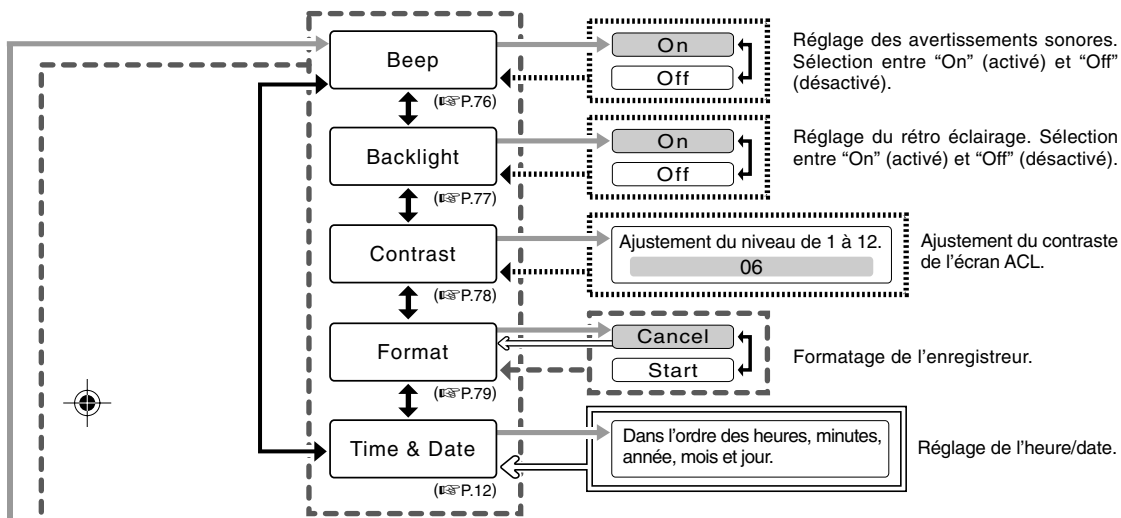 Beep
(☞P.76)
On
Off
Réglage des avertissements sonores.
Sélection entre “On” (activé) et “Off”
(désactivé).
Backlight
(☞P.77)
On
Off
Réglage du rétro éclairage. Sélection
entre “On” (activé) et “Off” (désactivé).
Contrast
(☞P.78)
Ajustement du niveau de 1 à 12.
06
Ajustement du contraste
de l’écran ACL.
Format
(☞P.79)
Cancel
Start
Formatage de l’enregistreur.
Time & Date
(☞P.12)
Dans l’ordre des heures, minutes,
année, mois et jour.
Réglage de l’heure/date.